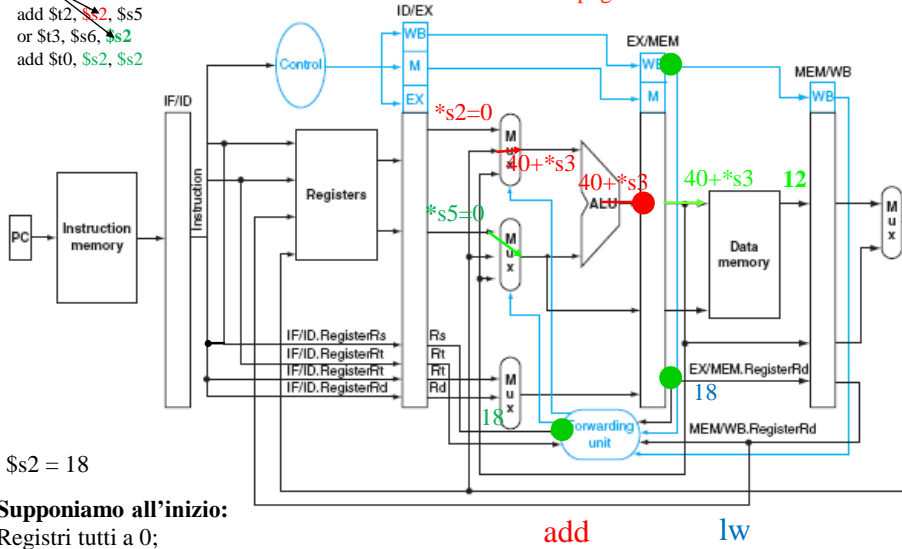 add $t2, $s2, $s5
or $t3, $s6, $s2
add $t0, $s2, $s2
ID/EX
WB
M
EX
Control
EX/MEM
WB
M
MEM/WB
WB
IF/ID
*s2=0
M u x
40+*s3
40+*s3
40+*s3
12
Instruction
Registers
ALU
PC
Instruction memory
*s5=0
M u x
Data memory
M u x
IF/ID.RegisterRs
Rs
IF/ID.RegisterRt
Rt
IF/ID.RegisterRt
Rt
IF/ID.RegisterRd
Rd
M u x
18
EX/MEM.RegisterRd
18
Forwarding unit
MEM/WB.RegisterRd
$s2 = 18
Supponiamo all'inizio:
Registri tutti a 0;
add
lw